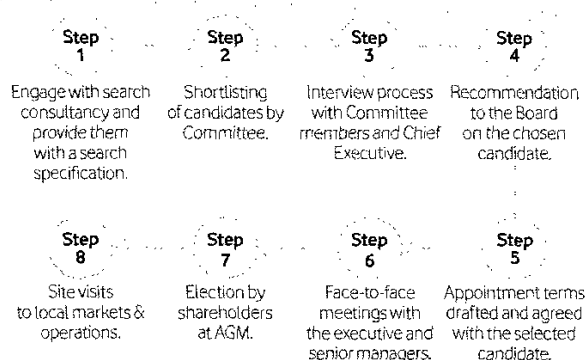 Step
1
Engage with search
consultancy and
provide them
with a search
specification.
Step
2
Shortlisting
of candidates by
Committee.
Step
3
Interview process
with Committee
members and Chief
Executive.
Step
4
Recommendation
to the Board
on the chosen
candidate.
Step
5
Appointment terms
drafted and agreed
with the selected
candidate.
Step
6
Face-to-face
meetings with
the executive and
senior managers.
Step
7
Election by
shareholders
at AGM.
Step
8
Site visits
to local markets &
operations.